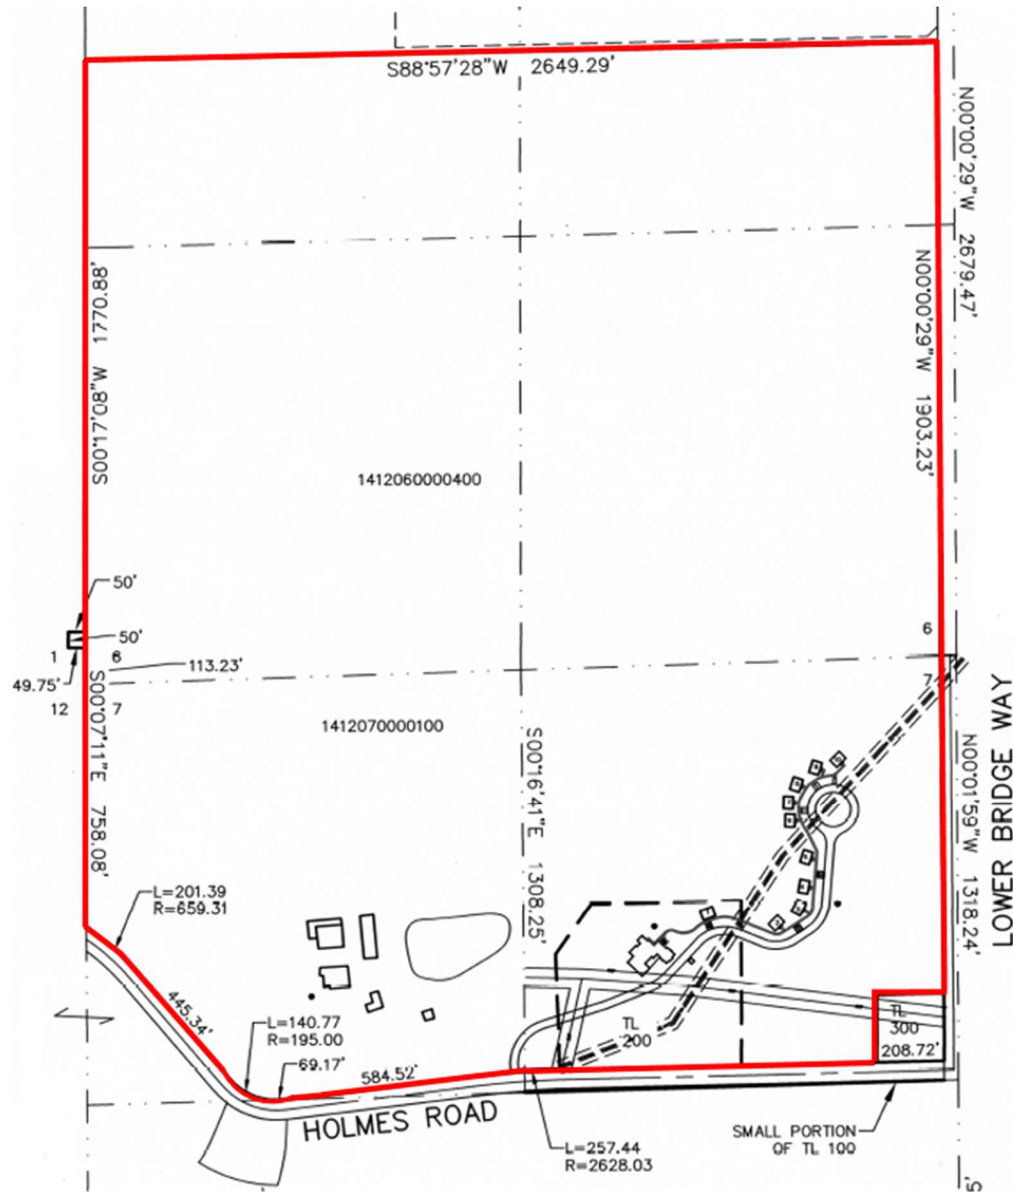 S88°57'28"W 2649.29'
N00°00'29"W 2679.47'
S00°17'08"W 1770.88'
N00°00'29"W 1903.23'
1412060000400
50'
50'
1 6
113.23'
49.75'
12 7
6
7
S00°07'11"E 758.08'
1412070000100
S00°16'41"E 1308.25'
N00°01'59"W 1318.24'
LOWER BRIDGE WAY
L=201.39
R=659.31
445.34'
L=140.77
R=195.00
69.17'
584.52'
TL
200
TL
300
208.72'
HOLMES ROAD
SMALL PORTION
OF TL 100
L=257.44
R=2628.03